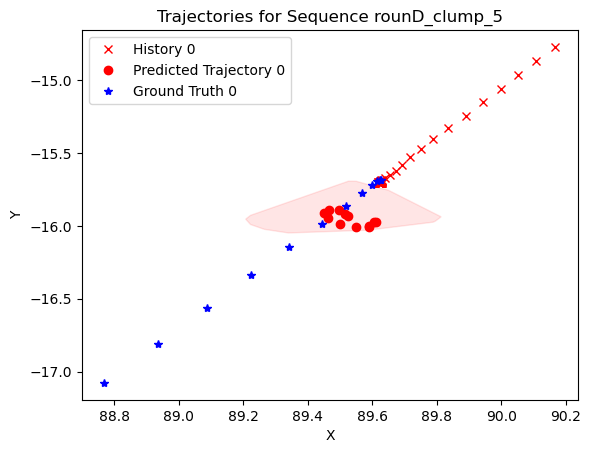 Trajectories for Sequence rounD_clump_5
History 0
Predicted Trajectory 0
Ground Truth 0
Y
−15.0
−15.5
−16.0
−16.5
−17.0
88.8 89.0 89.2 89.4 89.6 89.8 90.0 90.2
X